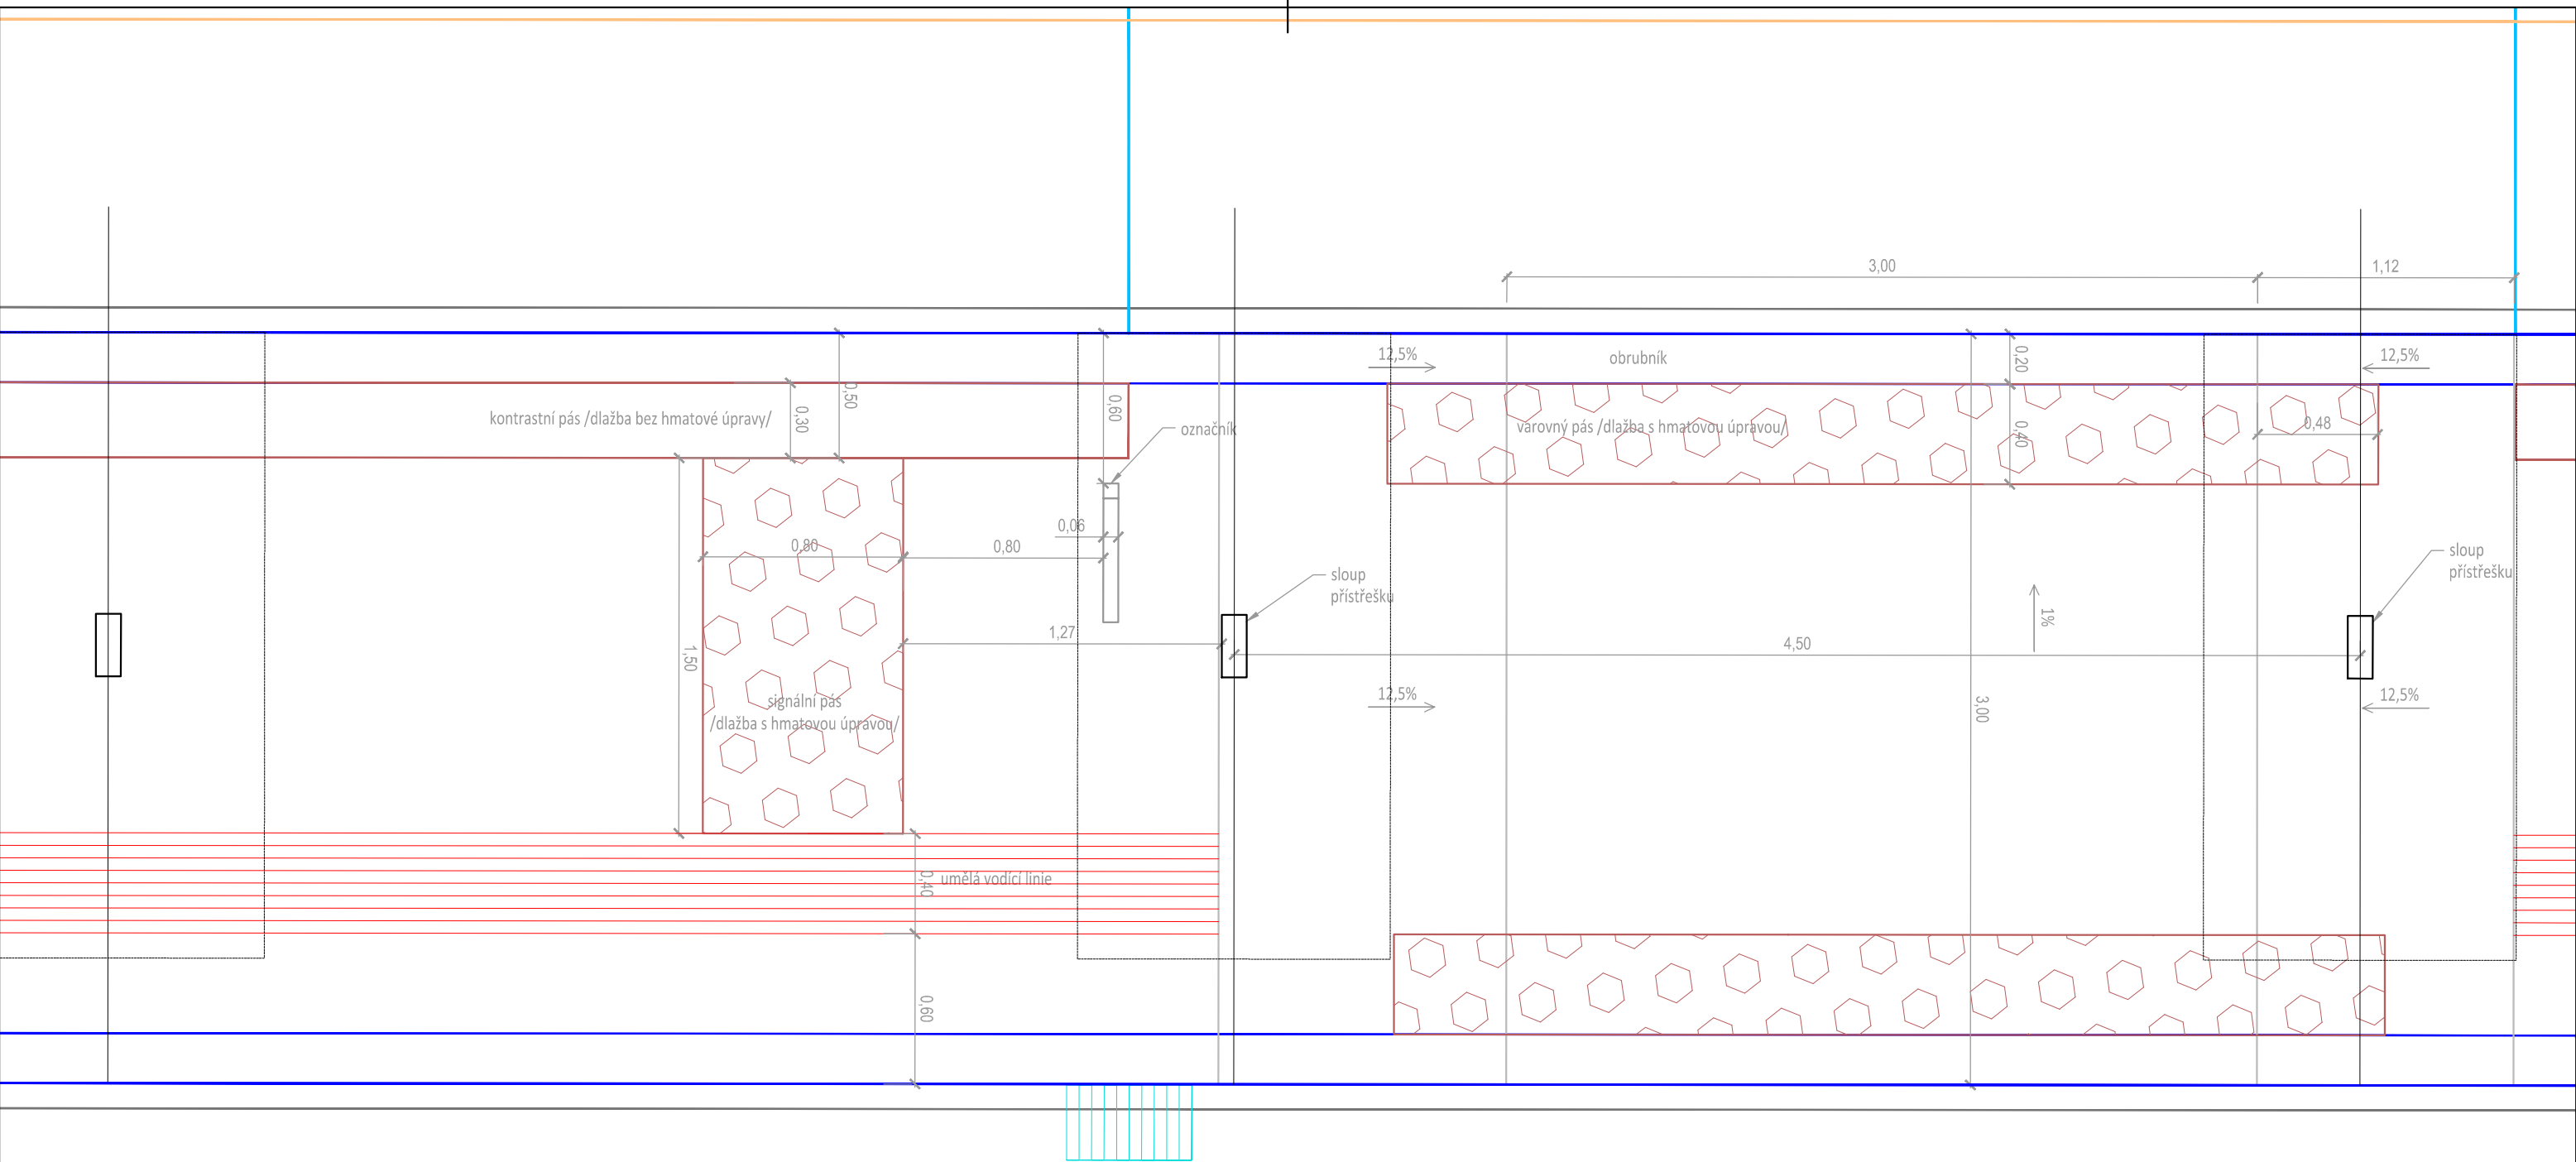 3,00
1,12
12,5%
obrubník
0,20
12,5%
0,50
0,30
kontrastní pás /dlažba bez hmatové úpravy/
0,60
označník
varovný pás /dlažba s hmatovou úpravou/
0,40
0,48
0,06
0,80
0,80
sloup
přístřešku
sloup
přístřešku
1,27
1%
4,50
1,50
12,5%
12,5%
signální pás
/dlažba s hmatovou úpravou/
3,00
0,40
umělá vodící linie
0,60